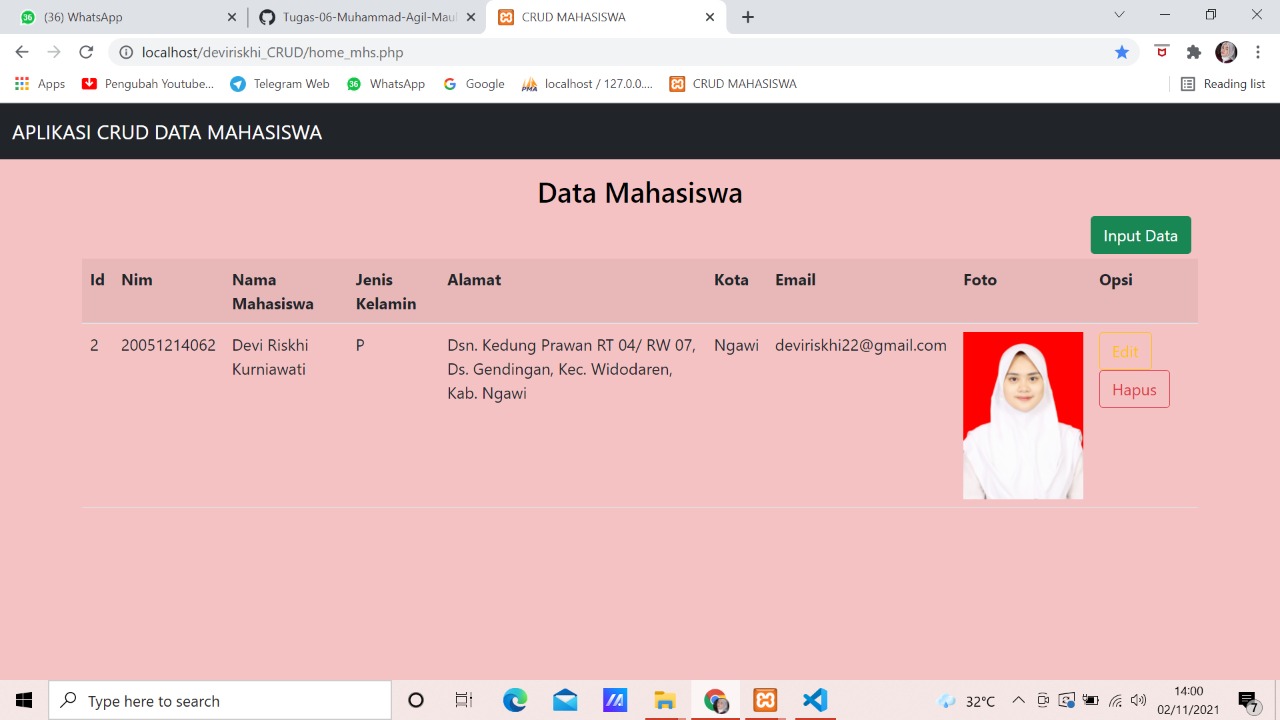 (36) WhatsApp
Tugas-06-Muhammad-Agil-Maul
CRUD MAHASISWA
localhost/deviriskhi_CRUD/home_mhs.php
Apps
Pengubah Youtube...
Telegram Web
36
WhatsApp
Google
localhost / 127.0.0....
CRUD MAHASISWA
Reading list
APLIKASI CRUD DATA MAHASISWA
Data Mahasiswa
Input Data
Id Nim Nama Mahasiswa Jenis Kelamin Alamat Kota Email Foto Opsi
2 20051214062 Devi Riskhi Kurniawati P Dsn. Kedung Prawan RT 04/ RW 07, Ngawi deviriskhi22@gmail.com Edit
Ds. Gendingan, Kec. Widodaren,
Kab. Ngawi
Hapus
Type here to search
32°C
14:00
02/11/2021
7